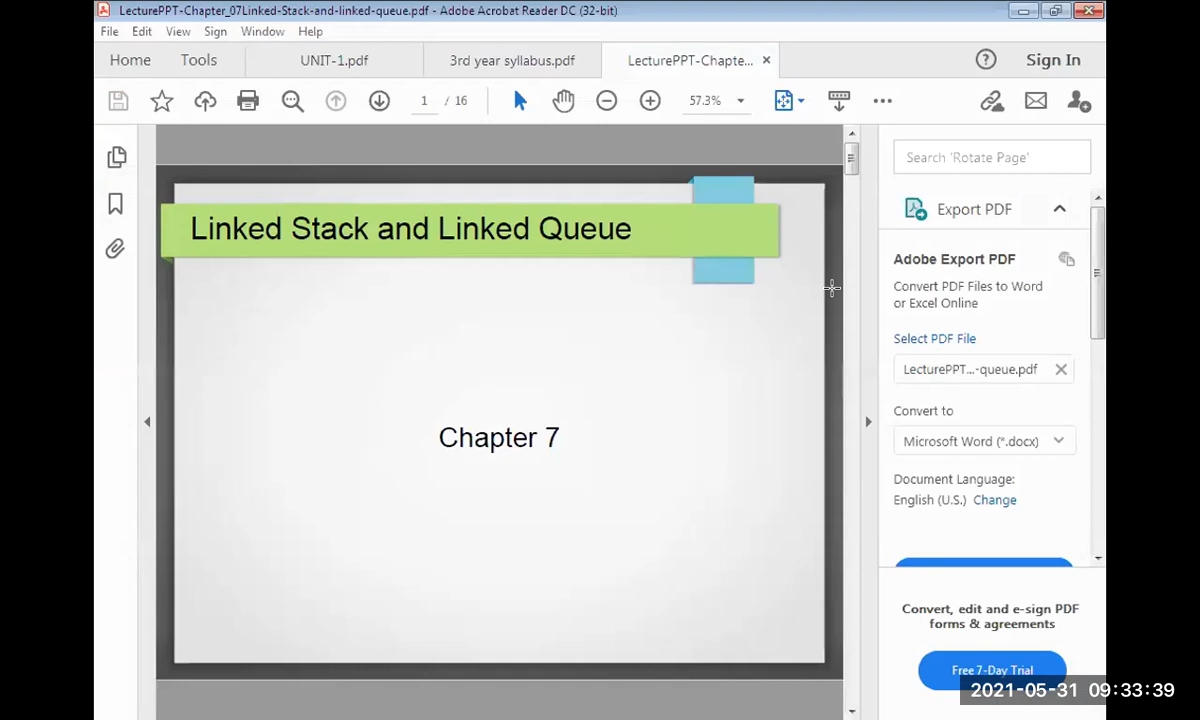 LecturePPT-Chapter_07Linked-Stack-and-linked-queue.pdf - Adobe Acrobat Reader DC (32-bit)
File Edit View Sign Window Help
Home Tools UNIT-1.pdf 3rd year syllabus.pdf LecturePPT-Chapte... Sign In
1 / 16 57.3%
Search 'Rotate Page'
Export PDF
Linked Stack and Linked Queue
Adobe Export PDF
Convert PDF Files to Word
or Excel Online
Select PDF File
LecturePPT...-queue.pdf
Convert to
Chapter 7
Microsoft Word (*.docx)
Document Language:
English (U.S.) Change
Convert, edit and e-sign PDF
forms & agreements
Free 7-Day Trial
2021-05-31 09:33:39